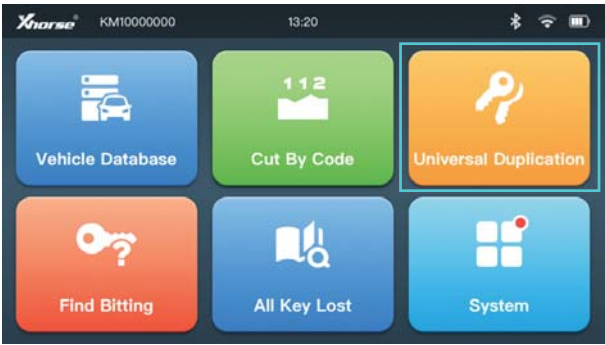 Xhorse® KM10000000 13:20
Vehicle Database
112
Cut By Code
Universal Duplication
Find Bitting
All Key Lost
System